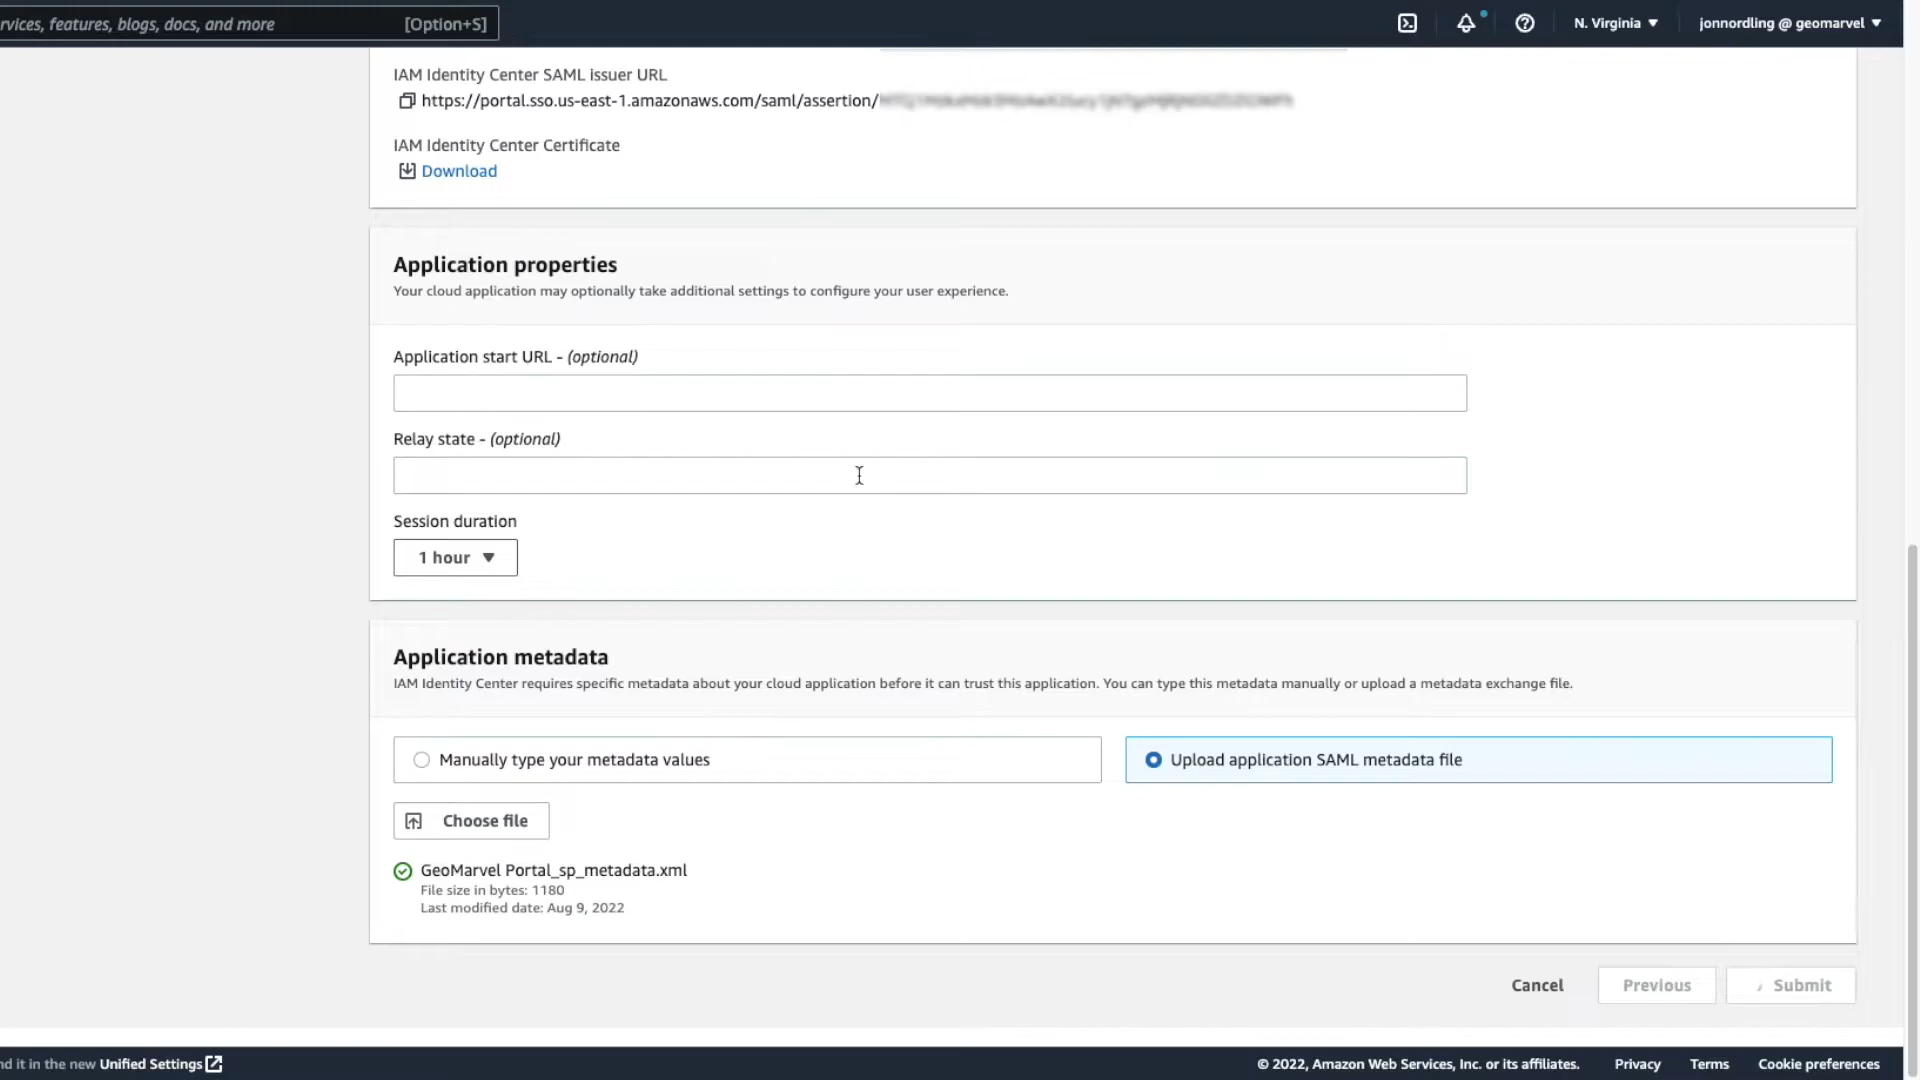 rvices, features, blogs, docs, and more [Option+S] N. Virginia ▼ jonnordling @ geomarvel ▼
IAM Identity Center SAML issuer URL
https://portal.sso.us-east-1.amazonaws.com/saml/assertion/
IAM Identity Center Certificate
Download
Application properties
Your cloud application may optionally take additional settings to configure your user experience.
Application start URL - (optional)
Relay state - (optional)
Session duration
1 hour ▼
Application metadata
IAM Identity Center requires specific metadata about your cloud application before it can trust this application. You can type this metadata manually or upload a metadata exchange file.
Manually type your metadata values
Upload application SAML metadata file
Choose file
GeoMarvel Portal_sp_metadata.xml
File size in bytes: 1180
Last modified date: Aug 9, 2022
Cancel Previous Submit
nd it in the new Unified Settings © 2022, Amazon Web Services, Inc. or its affiliates. Privacy Terms Cookie preferences